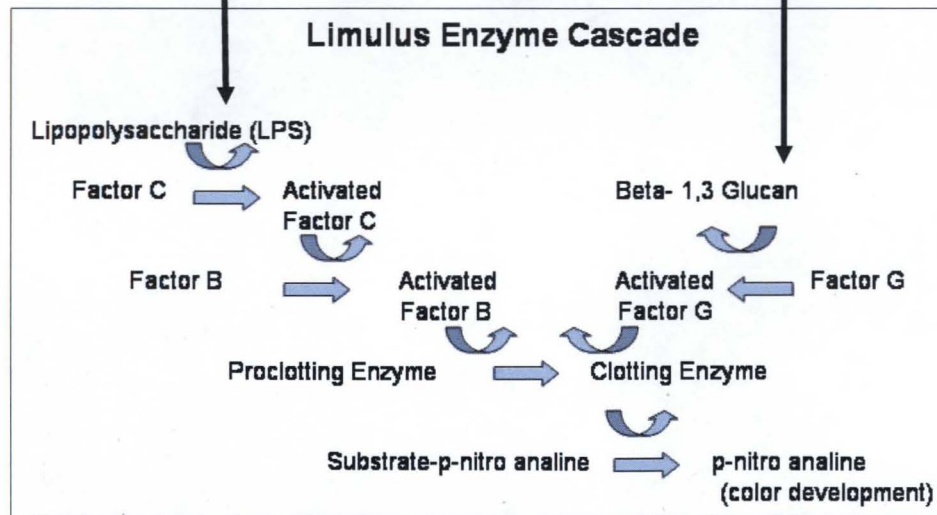 Limulus Enzyme Cascade
Lipopolysaccharide (LPS)
Factor C
Activated
Factor C
Beta- 1,3 Glucan
Factor B
Activated
Factor B
Activated
Factor G
Factor G
Proclotting Enzyme
Clotting Enzyme
Substrate-p-nitro analine
p-nitro analine
(color development)